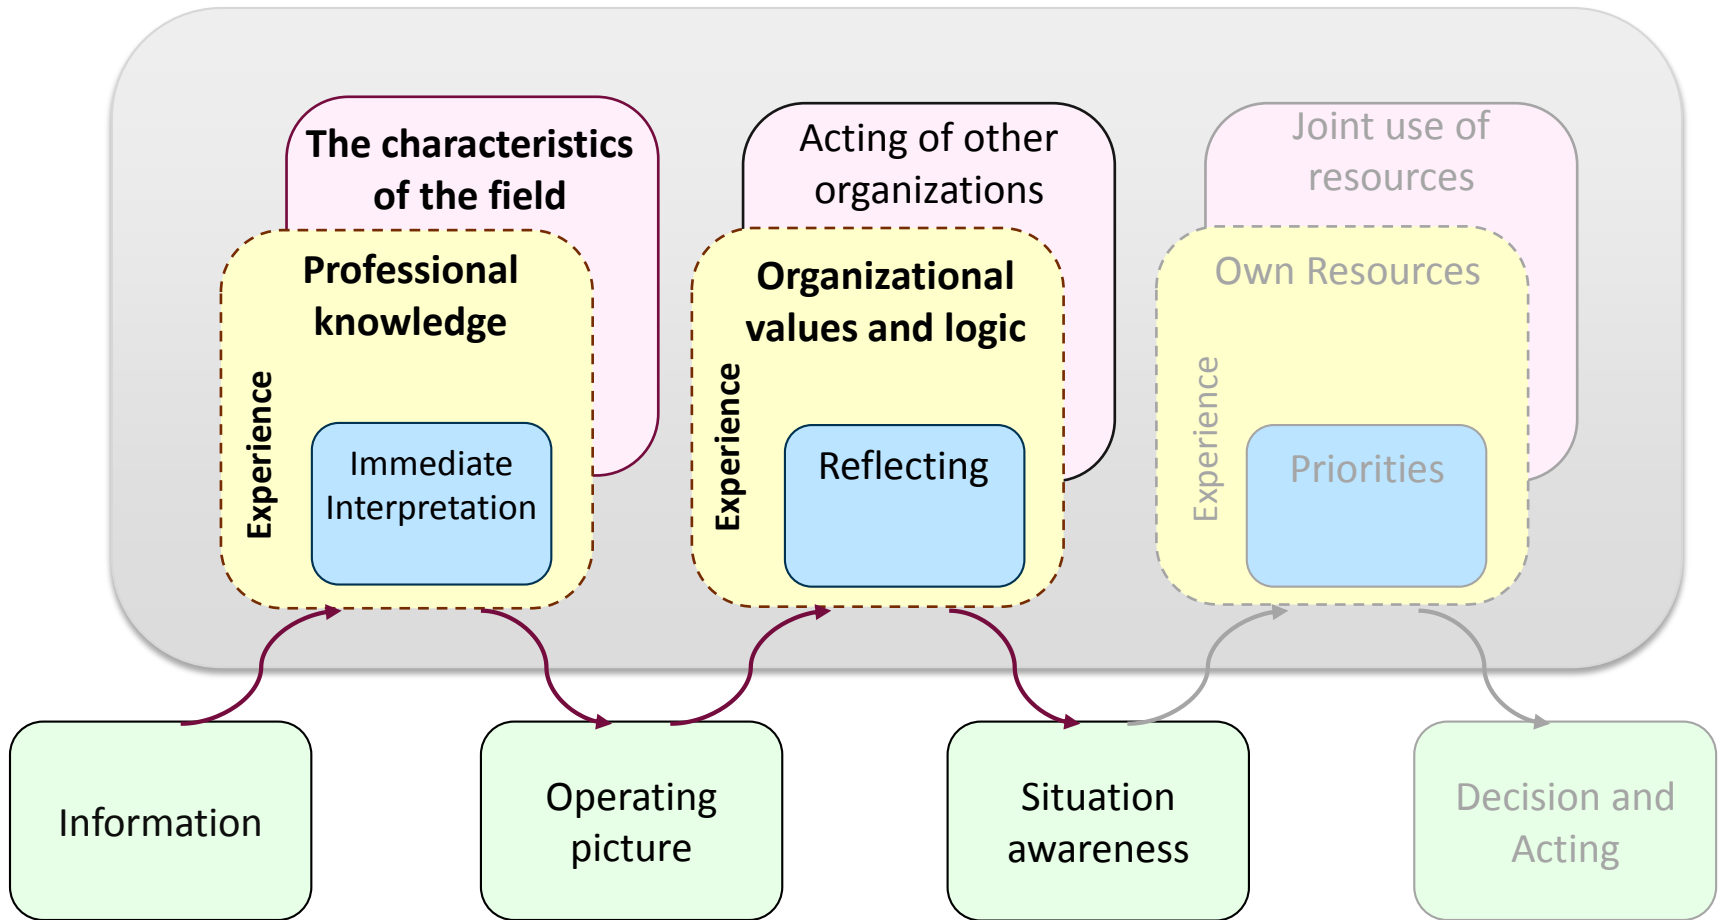 The characteristics
of the field
Professional
knowledge
Experience
Immediate
Interpretation
Acting of other
organizations
Organizational
values and logic
Experience
Reflecting
Joint use of
resources
Own Resources
Experience
Priorities
Information
Operating
picture
Situation
awareness
Decision and
Acting